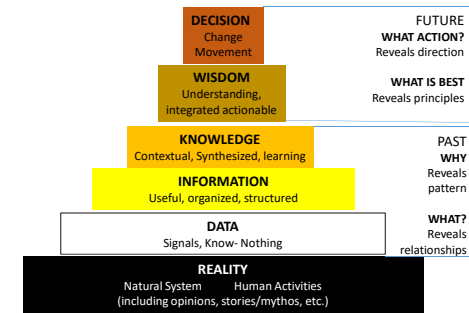 DECISION
Change
Movement
FUTURE
WHAT ACTION?
Reveals direction
WISDOM
Understanding,
integrated actionable
WHAT IS BEST
Reveals principles
KNOWLEDGE
Contextual, Synthesized, learning
PAST
WHY
Reveals
pattern
INFORMATION
Useful, organized, structured
DATA
Signals, Know- Nothing
WHAT?
Reveals
relationships
REALITY
Natural System Human Activities
(including opinions, stories/mythos, etc.)